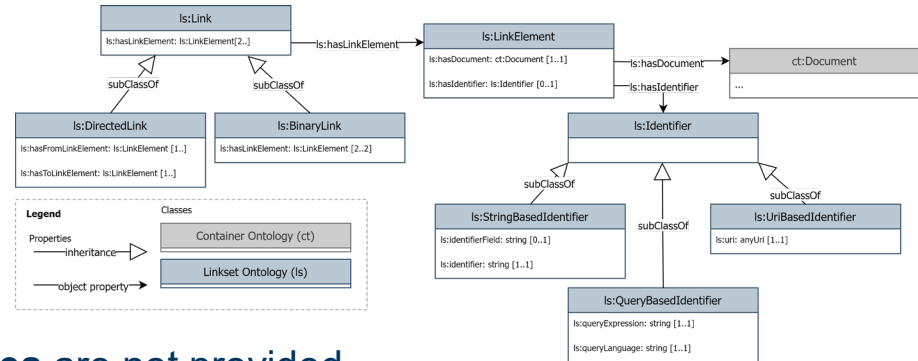 ls:Link
ls:hasLinkElement: ls:LinkElement[2..]
ls:hasLinkElement
ls:LinkElement
ls:hasDocument: ct:Document [1..1]
ls:hasIdentifier: ls:Identifier [0..1]
ls:hasDocument
ct:Document
...
ls:hasIdentifier
subClassOf
subClassOf
ls:DirectedLink
ls:hasFromLinkElement: ls:LinkElement [1..]
ls:hasToLinkElement: ls:LinkElement [1..]
ls:BinaryLink
ls:hasLinkElement: ls:LinkElement [2..2]
ls:Identifier
subClassOf
subClassOf
subClassOf
ls:StringBasedIdentifier
ls:identifierField: string [0..1]
ls:identifier: string [1..1]
ls:UriBasedIdentifier
ls:uri: anyUri [1..1]
Legend
Classes
Properties
inheritance
object property
Container Ontology (ct)
Linkset Ontology (ls)
ls:QueryBasedIdentifier
ls:queryExpression: string [1..1]
ls:queryLanguage: string [1..1]
are not provided